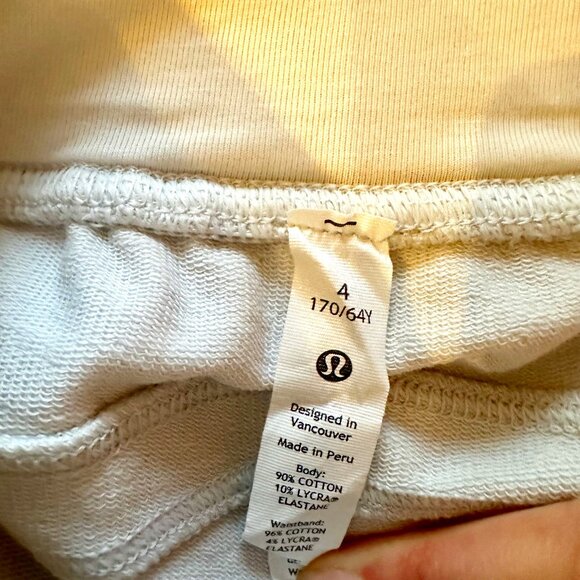 4
170/64Y
Designed in
Vancouver
Made in Peru
Body:
90% COTTON
10% LYCRA®
ELASTANE
Waistband:
96% COTTON
4% LYCRA®
ELASTANE